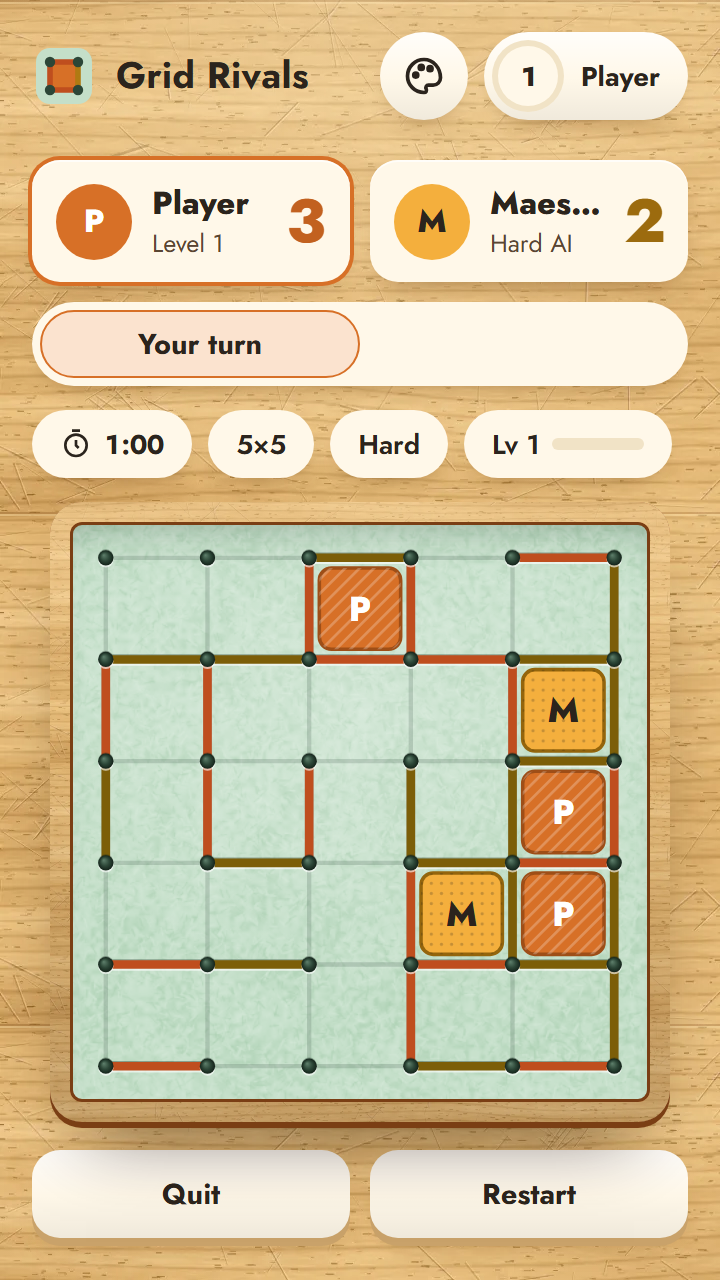 Grid Rivals
1 Player
P Player 3
Level 1
M Maes... 2
Hard AI
Your turn
1:00 5×5 Hard Lv 1
P
M
P
M P
Quit Restart